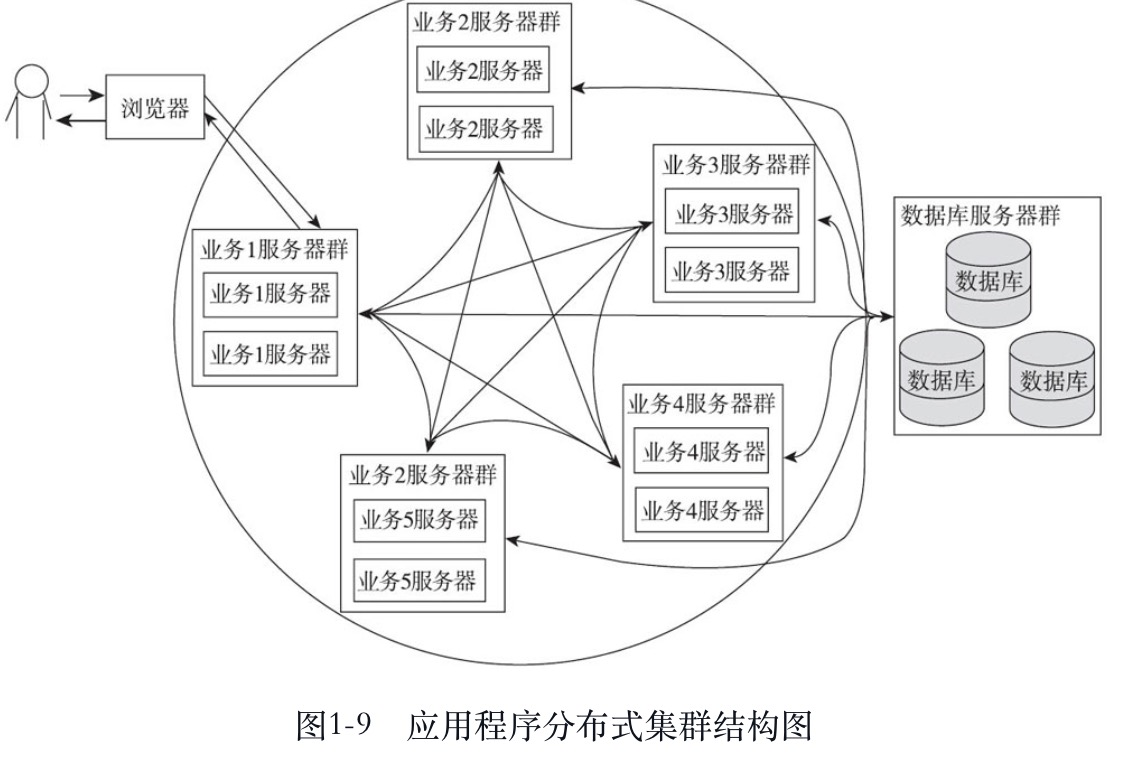 浏览器
业务2服务器群
业务2服务器
业务2服务器
业务3服务器群
业务3服务器
业务3服务器
业务1服务器群
业务1服务器
业务1服务器
数据库服务器群
数据库
数据库
数据库
业务4服务器群
业务4服务器
业务4服务器
业务2服务器群
业务5服务器
业务5服务器
图1-9 应用程序分布式集群结构图